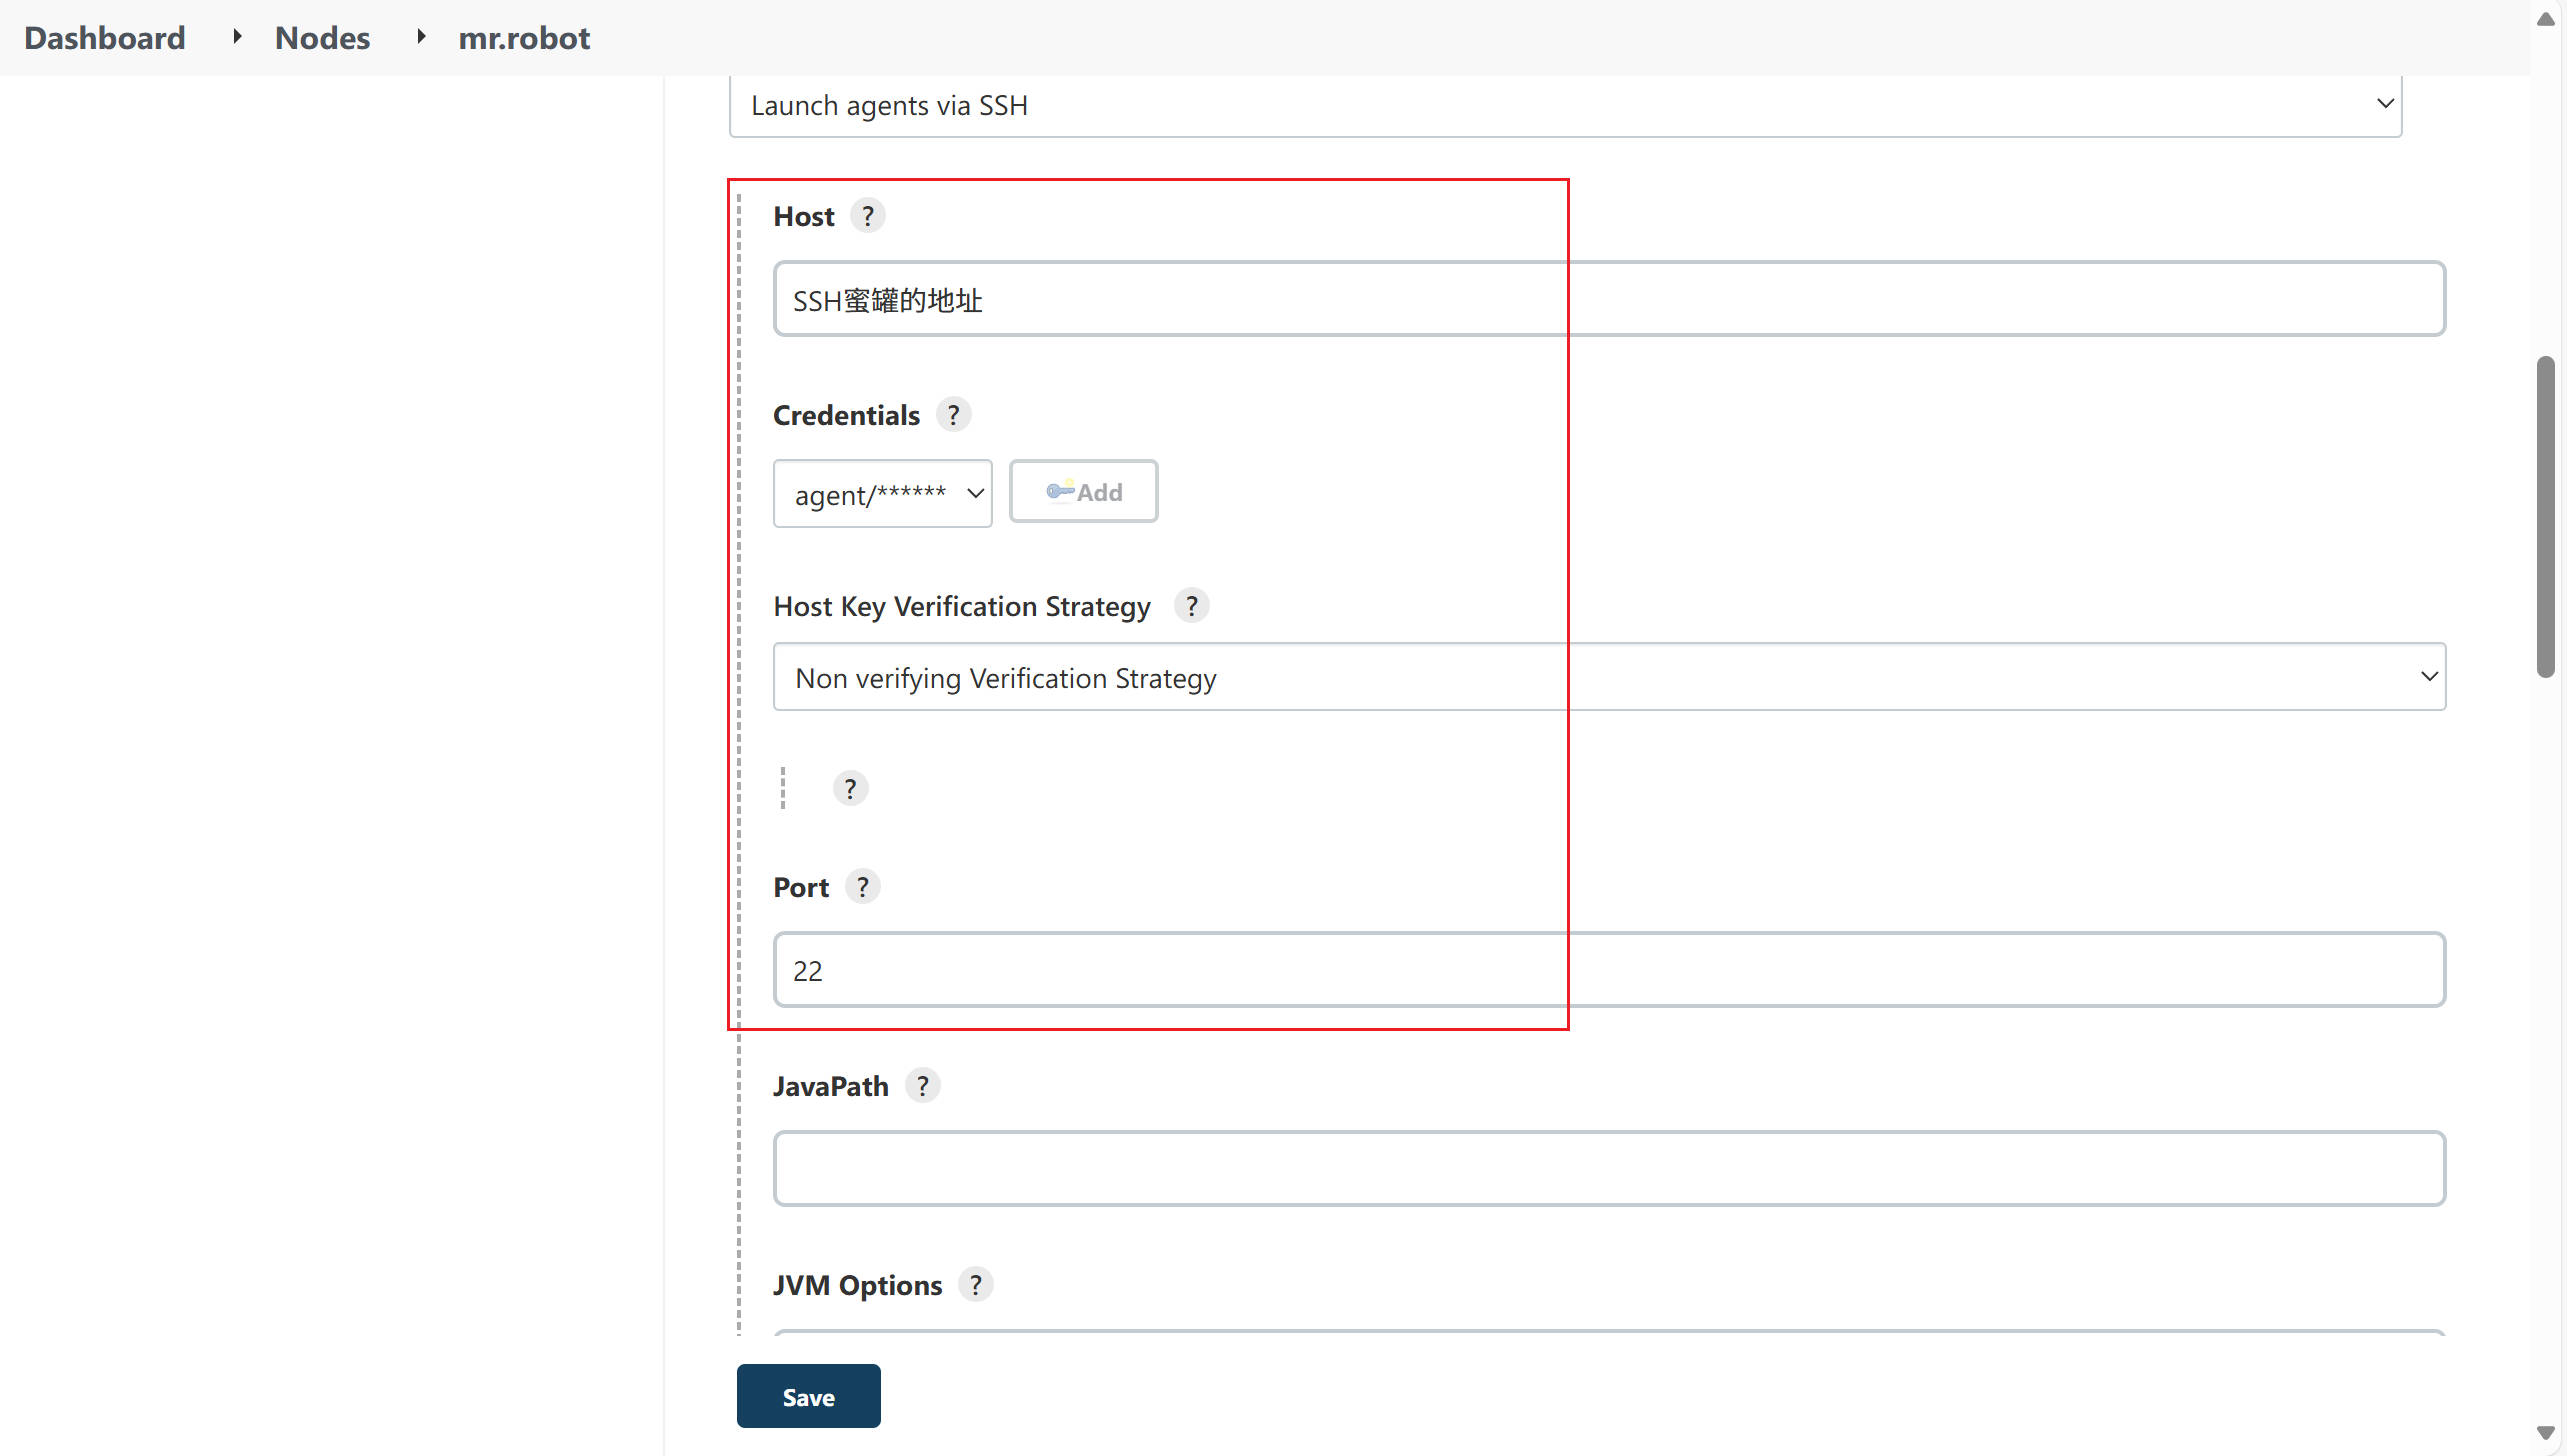 Dashboard Nodes mr.robot
Launch agents via SSH
Host ?
SSH蜜罐的地址
Credentials ?
agent/****** Add
Host Key Verification Strategy ?
Non verifying Verification Strategy
?
Port ?
22
JavaPath ?
JVM Options ?
Save